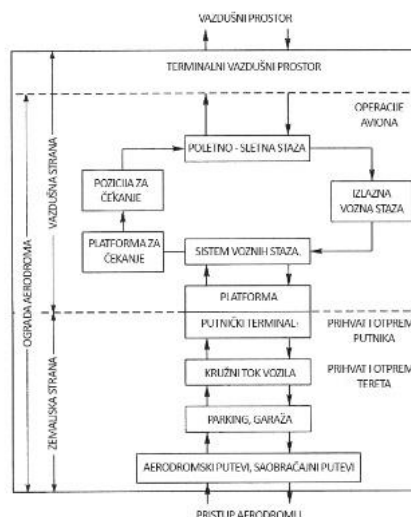 VAZDUŠNI PROSTOR
TERMINALNI VAZDUŠNI PROSTOR
OPERACIJE
AVIONA
POLETNO - SLETNA STAZA
POZICIJA ZA
ČEKANJE
IZLAZNA
VOZNA STAZA
PLATFORMA ZA
ČEKANJE
SISTEM VOZNIH STAZA.
PLATFORMA
PUTNIČKI TERMINAL
PRIHVAT I OTPREM
PUTNIKA
KRUŽNI TOK VOZILA
PRIHVAT I OTPREM
TERETA
PARKING, GARAŽA
AERODROMSKI PUTEVI, SAOBRAČAJNI PUTEVI
PRISTUP AERODROMU
OGRADA AERODROMA
VAZDUŠNA STRANA
ZEMALJSKA STRANA